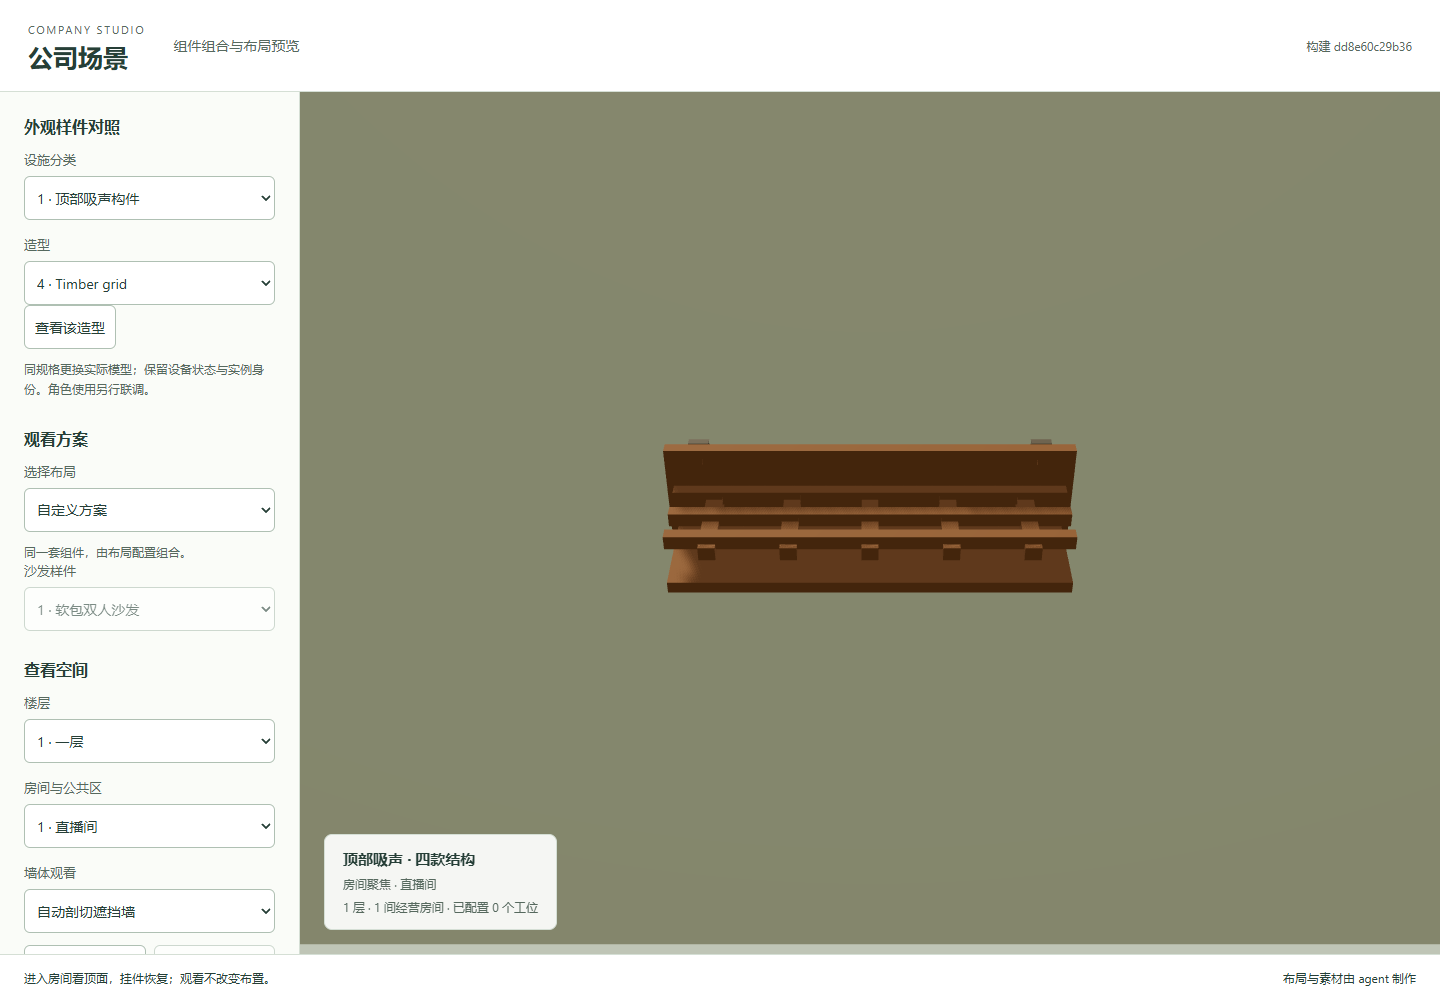 COMPANY STUDIO
公司场景
组件组合与布局预览
构建 dd8e60c29b36
外观样件对照
设施分类
1 · 顶部吸声构件
造型
4 · Timber grid
查看该造型
同规格更换实际模型；保留设备状态与实例身
份。角色使用另行联调。
观看方案
选择布局
自定义方案
同一套组件，由布局配置组合。
沙发样件
1 · 软包双人沙发
查看空间
楼层
1 · 一层
房间与公共区
1 · 直播间
墙体观看
自动剖切遮挡墙
顶部吸声 · 四款结构
房间聚焦 · 直播间
1 层 · 1 间经营房间 · 已配置 0 个工位
进入房间看顶面，挂件恢复；观看不改变布置。
布局与素材由 agent 制作